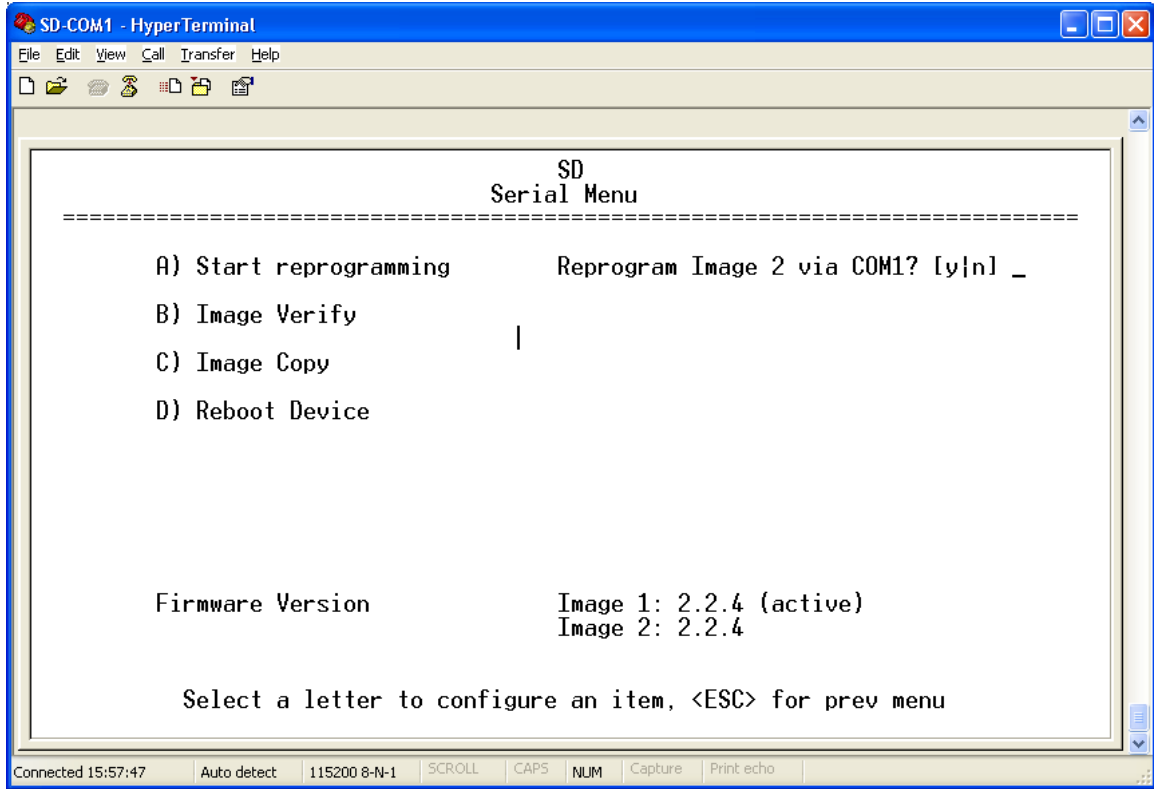 SD-COM1 - HyperTerminal
File Edit View Call Transfer Help
SD
Serial Menu
============================================================================
A) Start reprogramming Reprogram Image 2 via COM1? [y|n] _
B) Image Verify
C) Image Copy
D) Reboot Device
Firmware Version Image 1: 2.2.4 (active)
Image 2: 2.2.4
Select a letter to configure an item, <ESC> for prev menu
Connected 15:57:47 Auto detect 115200 8-N-1 SCROLL CAPS NUM Capture Print echo